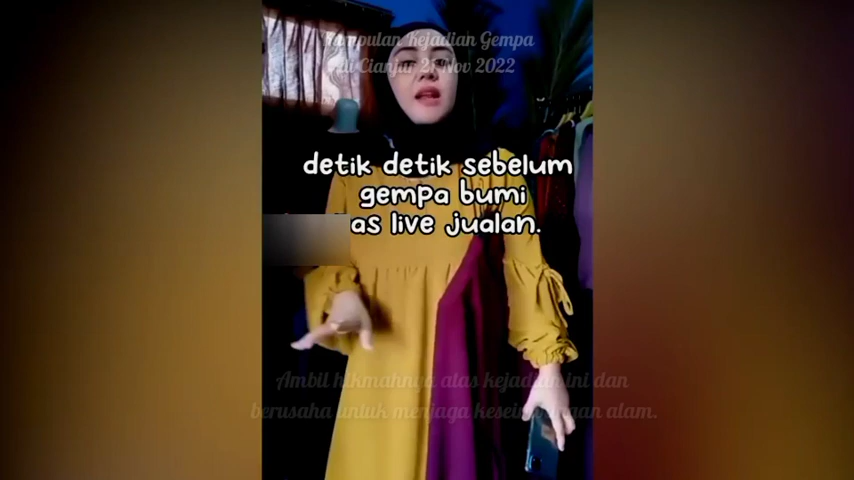 Kumpulan Kejadian Gempa
di Cianjur 21 Nov 2022
detik detik sebelum
gempa bumi
as live jualan.
Ambil hikmahnya atas kejadian ini dan
berusaha untuk menjaga keseimbangan alam.